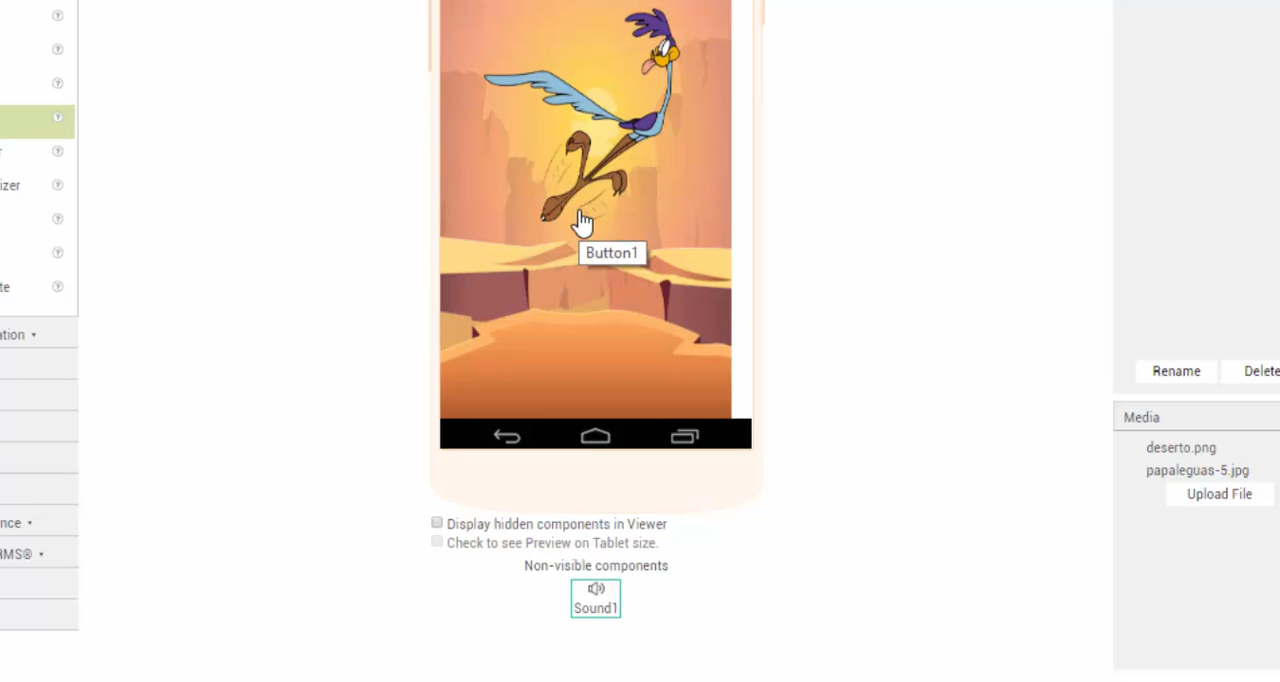 r
izer
te
ation ▾
nce ▾
RMS® ▾
Button1
Display hidden components in Viewer
Check to see Preview on Tablet size.
Non-visible components
Sound1
Rename
Delete
Media
deserto.png
papaleguas-5.jpg
Upload File